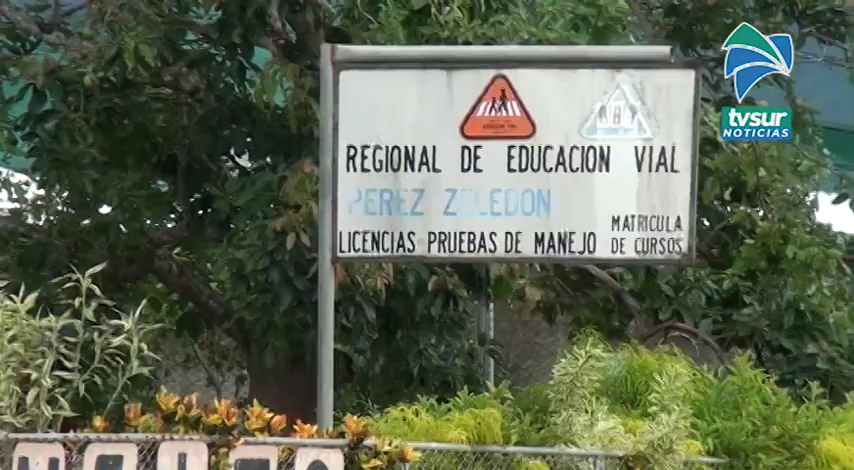 tvsur
NOTICIAS
REGIONAL DE EDUCACION VIAL
PEREZ ZELEDON
LICENCIAS PRUEBAS DE MANEJO
MATRICULA
DE CURSOS